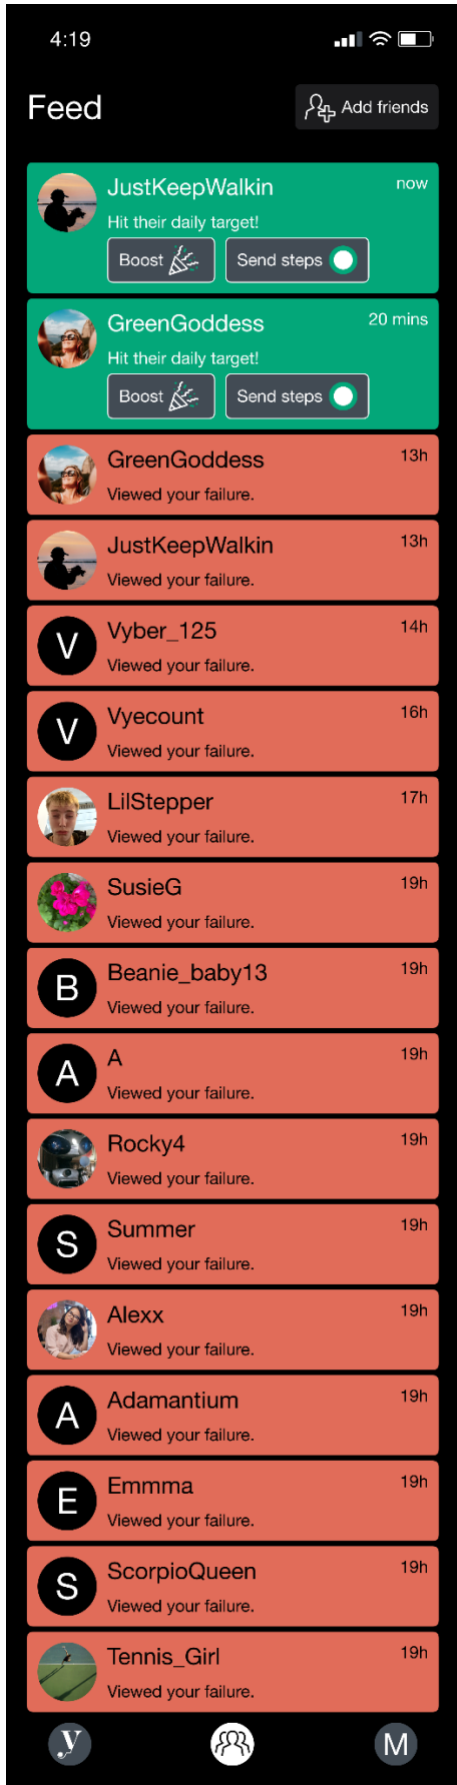 4:19
Feed
Add friends
JustKeepWalkin
now
Hit their daily target!
Boost
Send steps
GreenGoddess
20 mins
Hit their daily target!
Boost
Send steps
GreenGoddess
13h
Viewed your failure.
JustKeepWalkin
13h
Viewed your failure.
V
Vyber_125
14h
Viewed your failure.
V
Vyecount
16h
Viewed your failure.
LilStepper
17h
Viewed your failure.
SusieG
19h
Viewed your failure.
B
Beanie_baby13
19h
Viewed your failure.
A
A
19h
Viewed your failure.
Rocky4
19h
Viewed your failure.
S
Summer
19h
Viewed your failure.
Alexx
19h
Viewed your failure.
A
Adamantium
19h
Viewed your failure.
E
Emmma
19h
Viewed your failure.
S
ScorpioQueen
19h
Viewed your failure.
Tennis_Girl
19h
Viewed your failure.
y
M